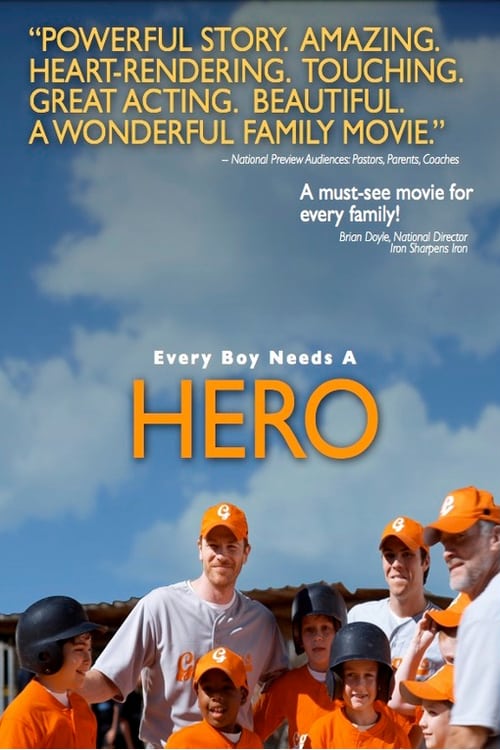 “POWERFUL STORY. AMAZING.
HEART-RENDERING. TOUCHING.
GREAT ACTING. BEAUTIFUL.
A WONDERFUL FAMILY MOVIE.”
– National Preview Audiences: Pastors, Parents, Coaches
A must-see movie for
every family!
Brian Doyle, National Director
Iron Sharpens Iron
Every Boy Needs A
HERO
G
G
G
G